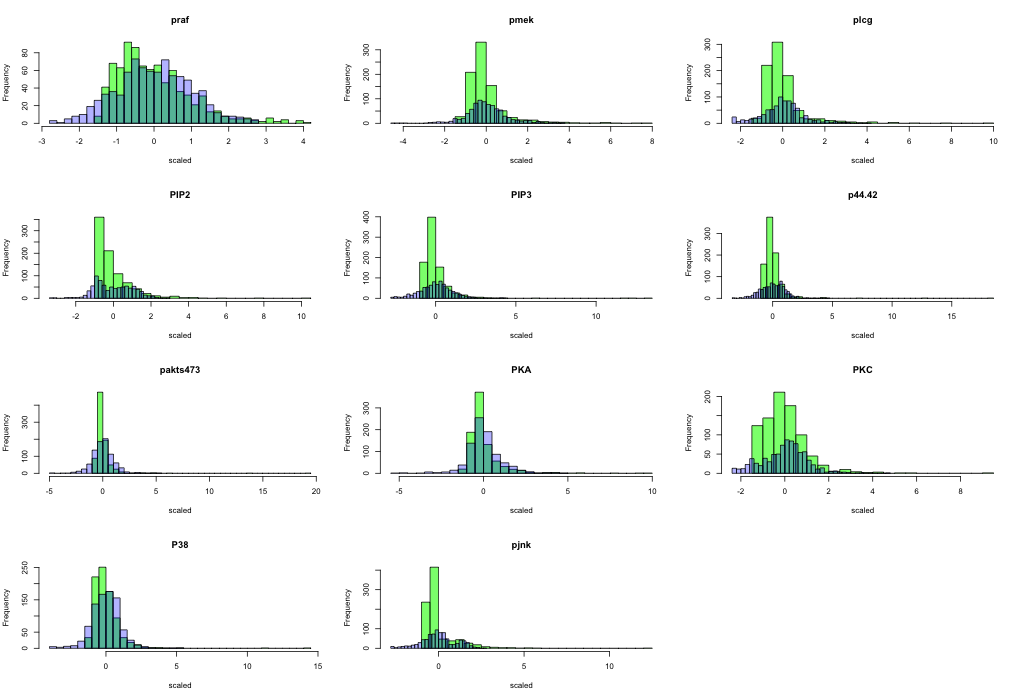 praf
pmek
plcg
Frequency
0 20 40 60 80
-3 -2 -1 0 1 2 3 4
scaled
Frequency
0 100 200 300
-4 -2 0 2 4 6 8
scaled
Frequency
0 100 200 300
-2 0 2 4 6 8 10
scaled
PIP2
PIP3
p44.42
Frequency
0 100 200 300
-2 0 2 4 6 8 10
scaled
Frequency
0 100 200 300 400
0 5 10
scaled
Frequency
0 100 200 300
0 5 10 15
scaled
pakts473
PKA
PKC
Frequency
0 100 300
-5 0 5 10 15 20
scaled
Frequency
0 100 200 300
-5 0 5 10
scaled
Frequency
0 50 100 200
-2 0 2 4 6 8
scaled
P38
pjnk
Frequency
0 50 150 250
0 5 10 15
scaled
Frequency
0 100 300
0 5 10
scaled